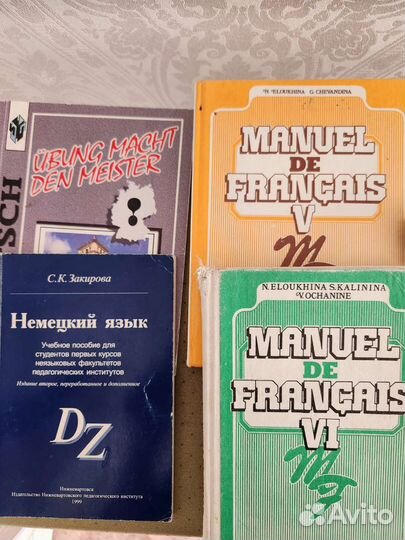 ÜBUNG MACHT
DEN MEISTER
SCH
N. ELOUKHINA · G. CHEVANDINA
MANUEL
DE
FRANÇAIS
V
С.К. Закирова
Немецкий язык
Учебное пособие для
студентов первых курсов
неязыковых факультетов
педагогических институтов
Издание второе, переработанное и дополненное
DZ
Нижневартовск
Издательство Нижневартовского педагогического института
1999
N.ELOUKHINA S.KALININA
V.OCHANINE
MANUEL
DE
FRANÇAIS
VI
Avito